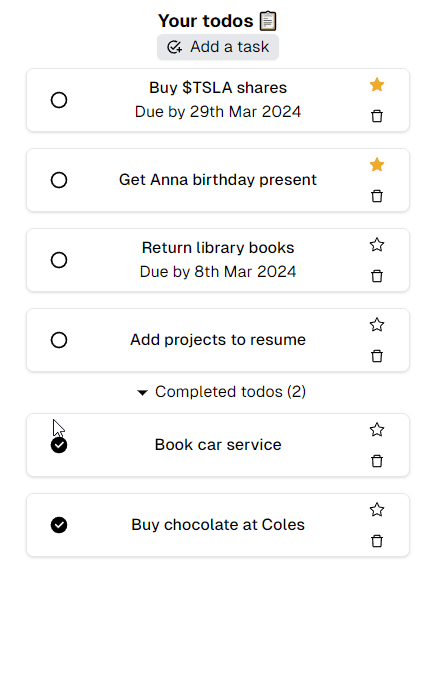 Your todos 📋
Add a task
Buy $TSLA shares
Due by 29th Mar 2024
Get Anna birthday present
Return library books
Due by 8th Mar 2024
Add projects to resume
Completed todos (2)
Book car service
Buy chocolate at Coles